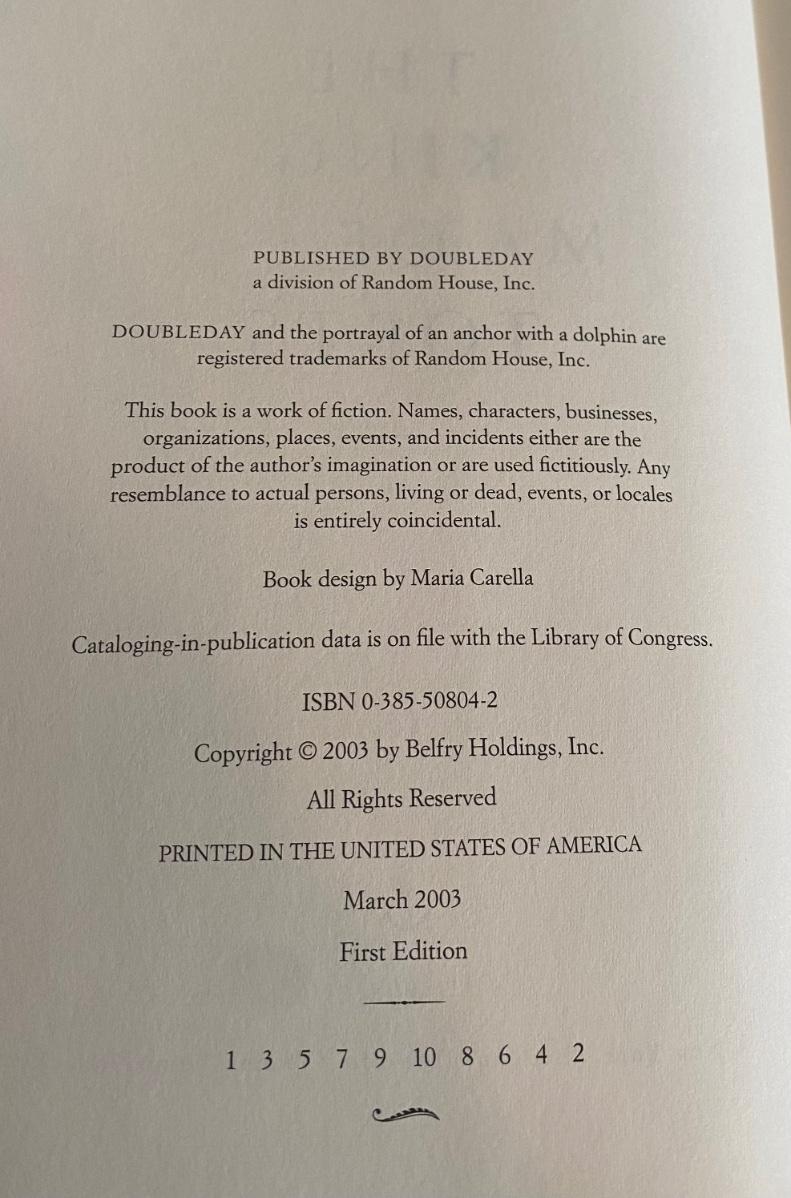 PUBLISHED BY DOUBLEDAY
a division of Random House, Inc.
DOUBLEDAY and the portrayal of an anchor with a dolphin are
registered trademarks of Random House, Inc.
This book is a work of fiction. Names, characters, businesses,
organizations, places, events, and incidents either are the
product of the author's imagination or are used fictitiously. Any
resemblance to actual persons, living or dead, events, or locales
is entirely coincidental.
Book design by Maria Carella
Cataloging-in-publication data is on file with the Library of Congress.
ISBN 0-385-50804-2
Copyright © 2003 by Belfry Holdings, Inc.
All Rights Reserved
PRINTED IN THE UNITED STATES OF AMERICA
March 2003
First Edition
1 3 5 7 9 10 8 6 4 2